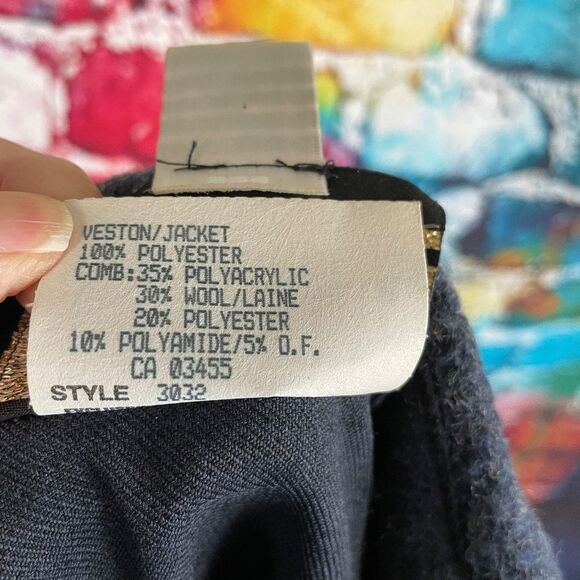 VESTON/JACKET
100% POLYESTER
COMB:35% POLYACRYLIC
30% WOOL/LAINE
20% POLYESTER
10% POLYAMIDE/5% O.F.
CA 03455
STYLE 3032